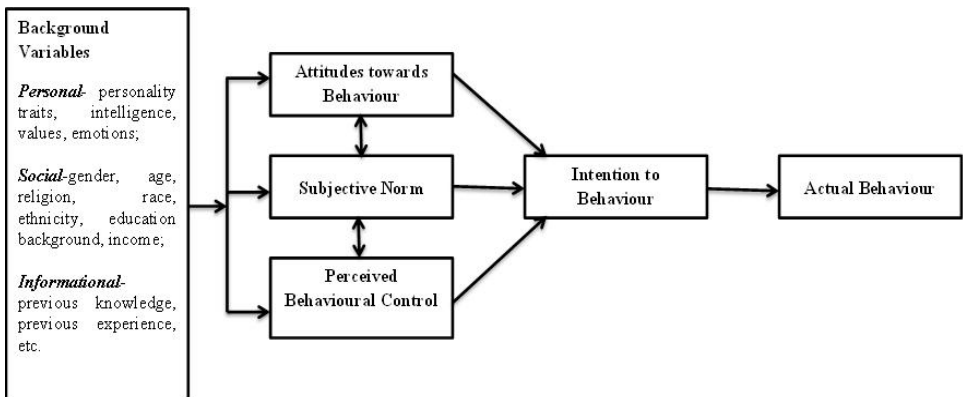 Background
Variables
Personal- personality
traits, intelligence,
values, emotions;
Social-gender, age,
religion, race,
ethnicity, education
background, income;
Informational-
previous knowledge,
previous experience,
etc.
Attitudes towards
Behaviour
Subjective Norm
Perceived
Behavioural Control
Intention to
Behaviour
Actual Behaviour